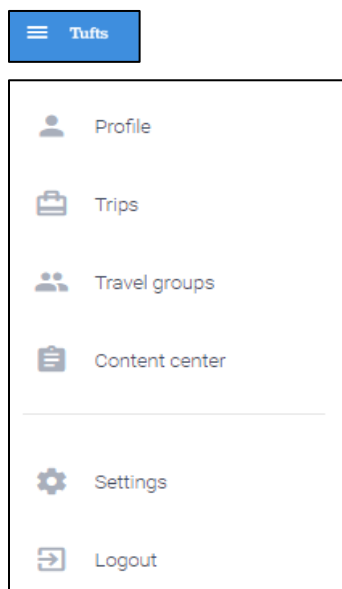 Tufts
Profile
Trips
Travel groups
Content center
Settings
Logout